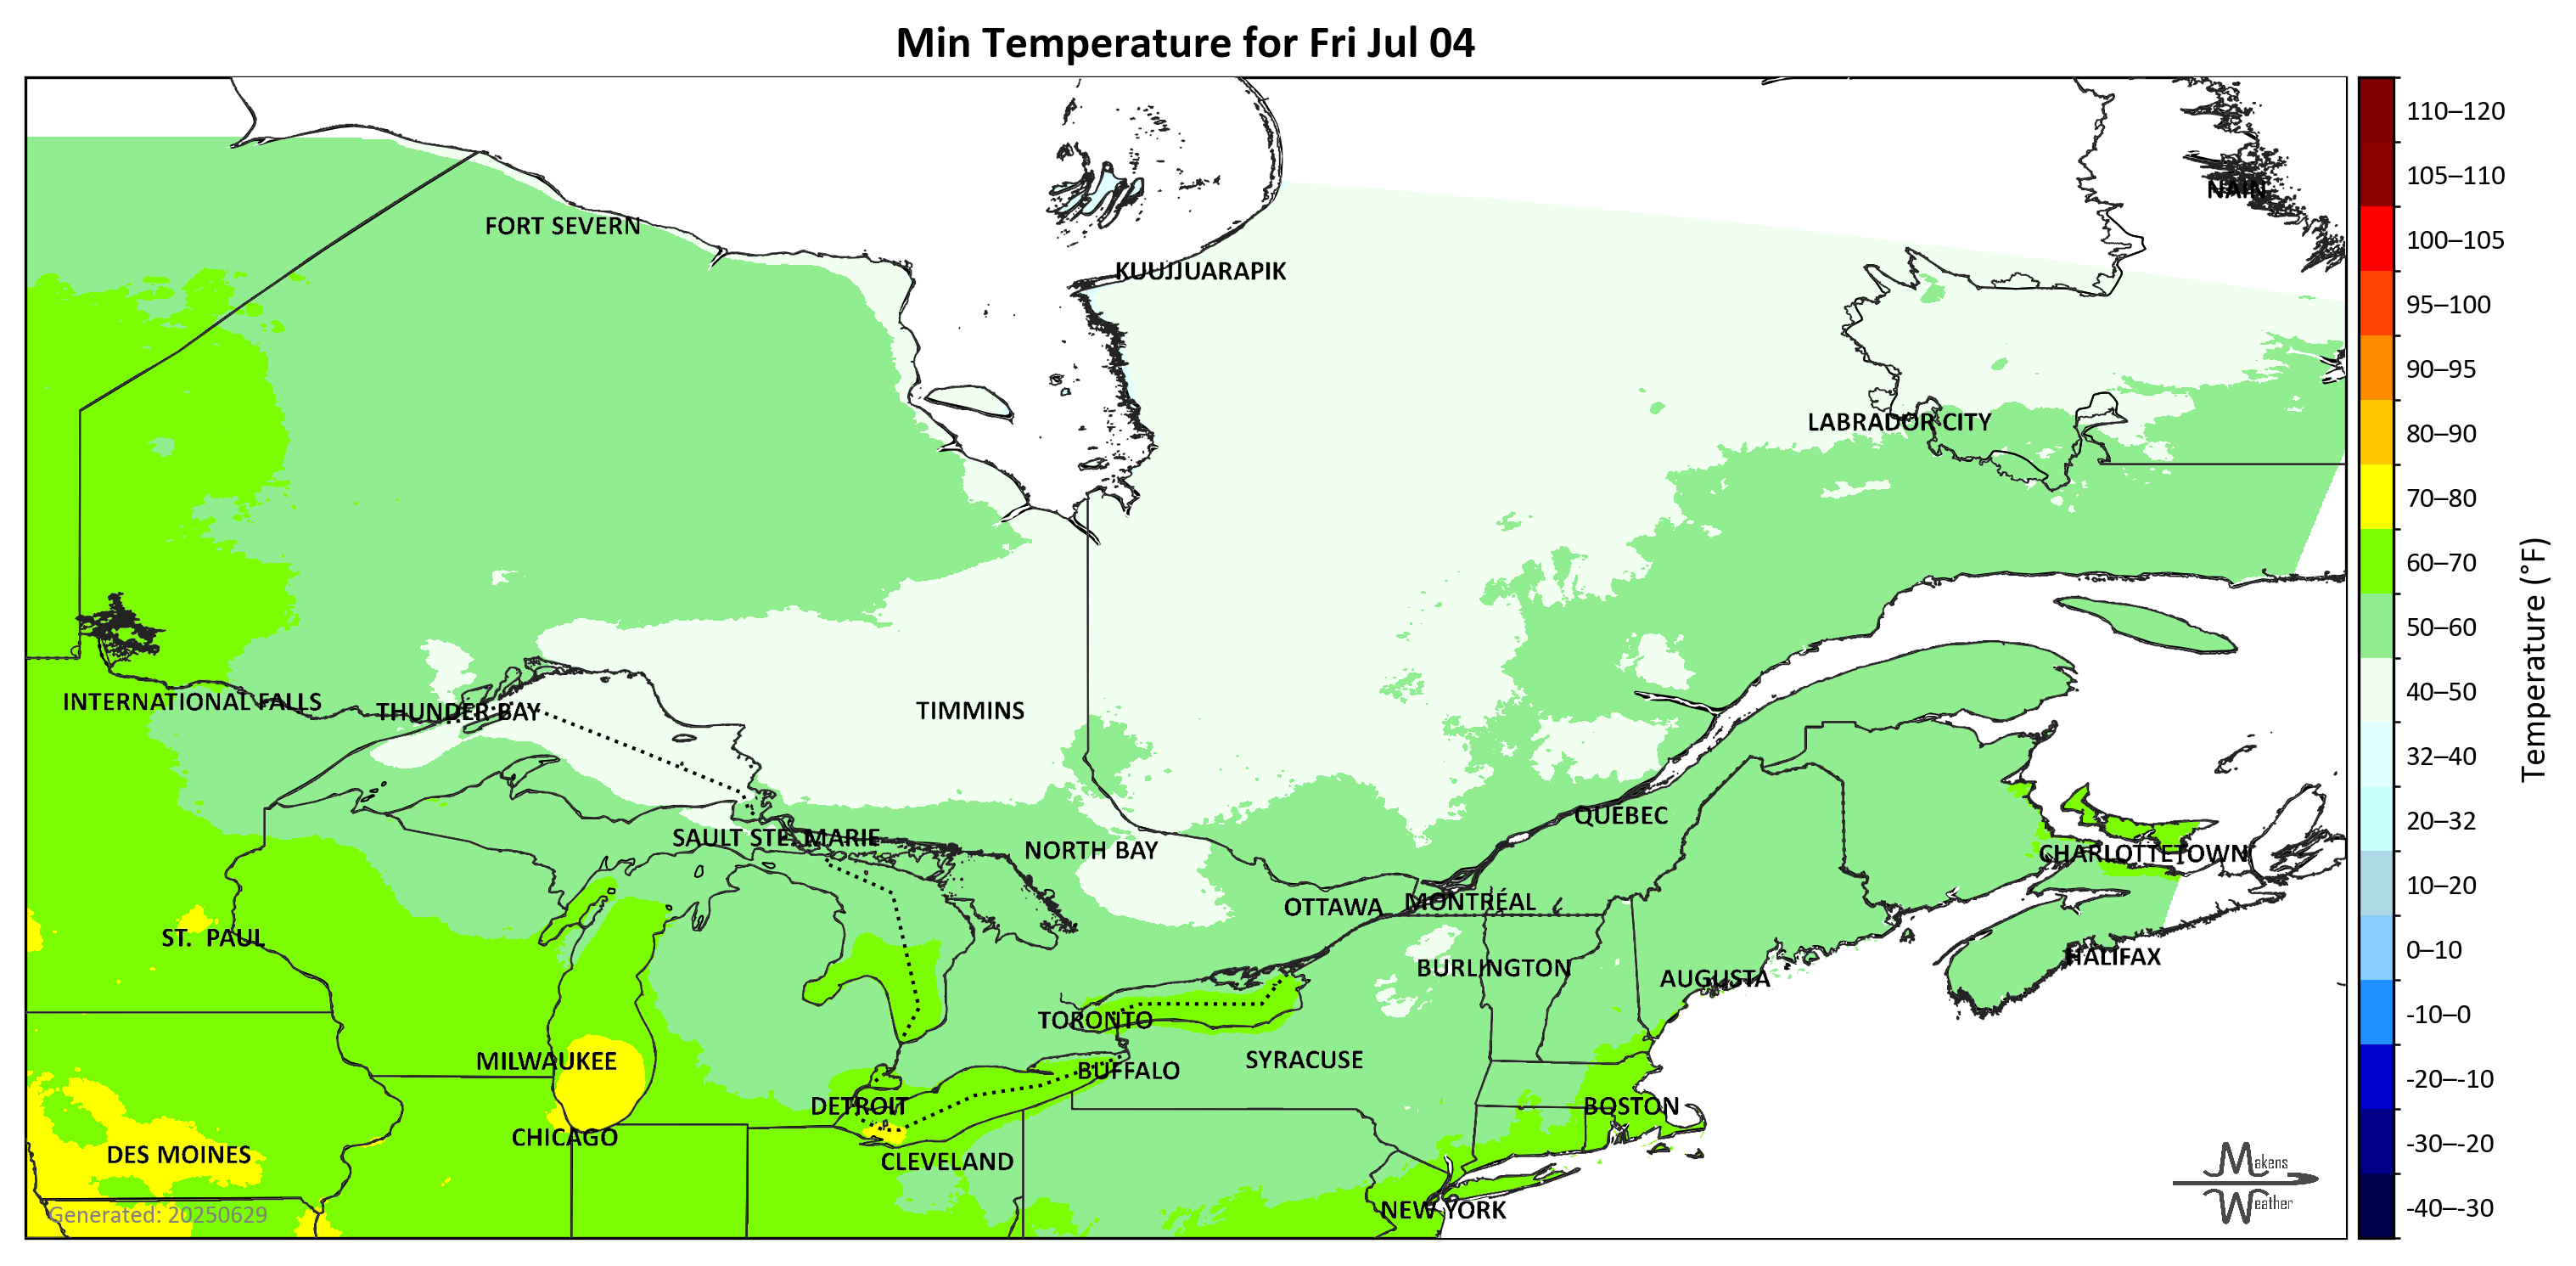 Min Temperature for Fri Jul 04
NAIN
FORT SEVERN
KUUJJUARAPIK
LABRADOR CITY
INTERNATIONAL FALLS
THUNDER BAY
TIMMINS
QUEBEC
SAULT STE. MARIE
NORTH BAY
CHARLOTTETOWN
OTTAWA
MONTRÉAL
ST. PAUL
HALIFAX
BURLINGTON
AUGUSTA
TORONTO
MILWAUKEE
SYRACUSE
BUFFALO
DETROIT
BOSTON
CHICAGO
DES MOINES
CLEVELAND
NEW YORK
Generated: 20250629
Makens
Weather
110–120
105–110
100–105
95–100
90–95
80–90
70–80
60–70
50–60
40–50
32–40
20–32
10–20
0–10
-10–0
-20–-10
-30–-20
-40–-30
Temperature (°F)